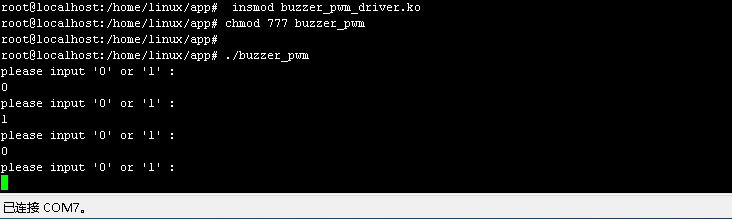 root@localhost:/home/linux/app#  insmod buzzer_pwm_driver.ko
root@localhost:/home/linux/app# chmod 777 buzzer_pwm
root@localhost:/home/linux/app#
root@localhost:/home/linux/app# ./buzzer_pwm
please input '0' or '1' :
0
please input '0' or '1' :
1
please input '0' or '1' :
0
please input '0' or '1' :
已连接 COM7。